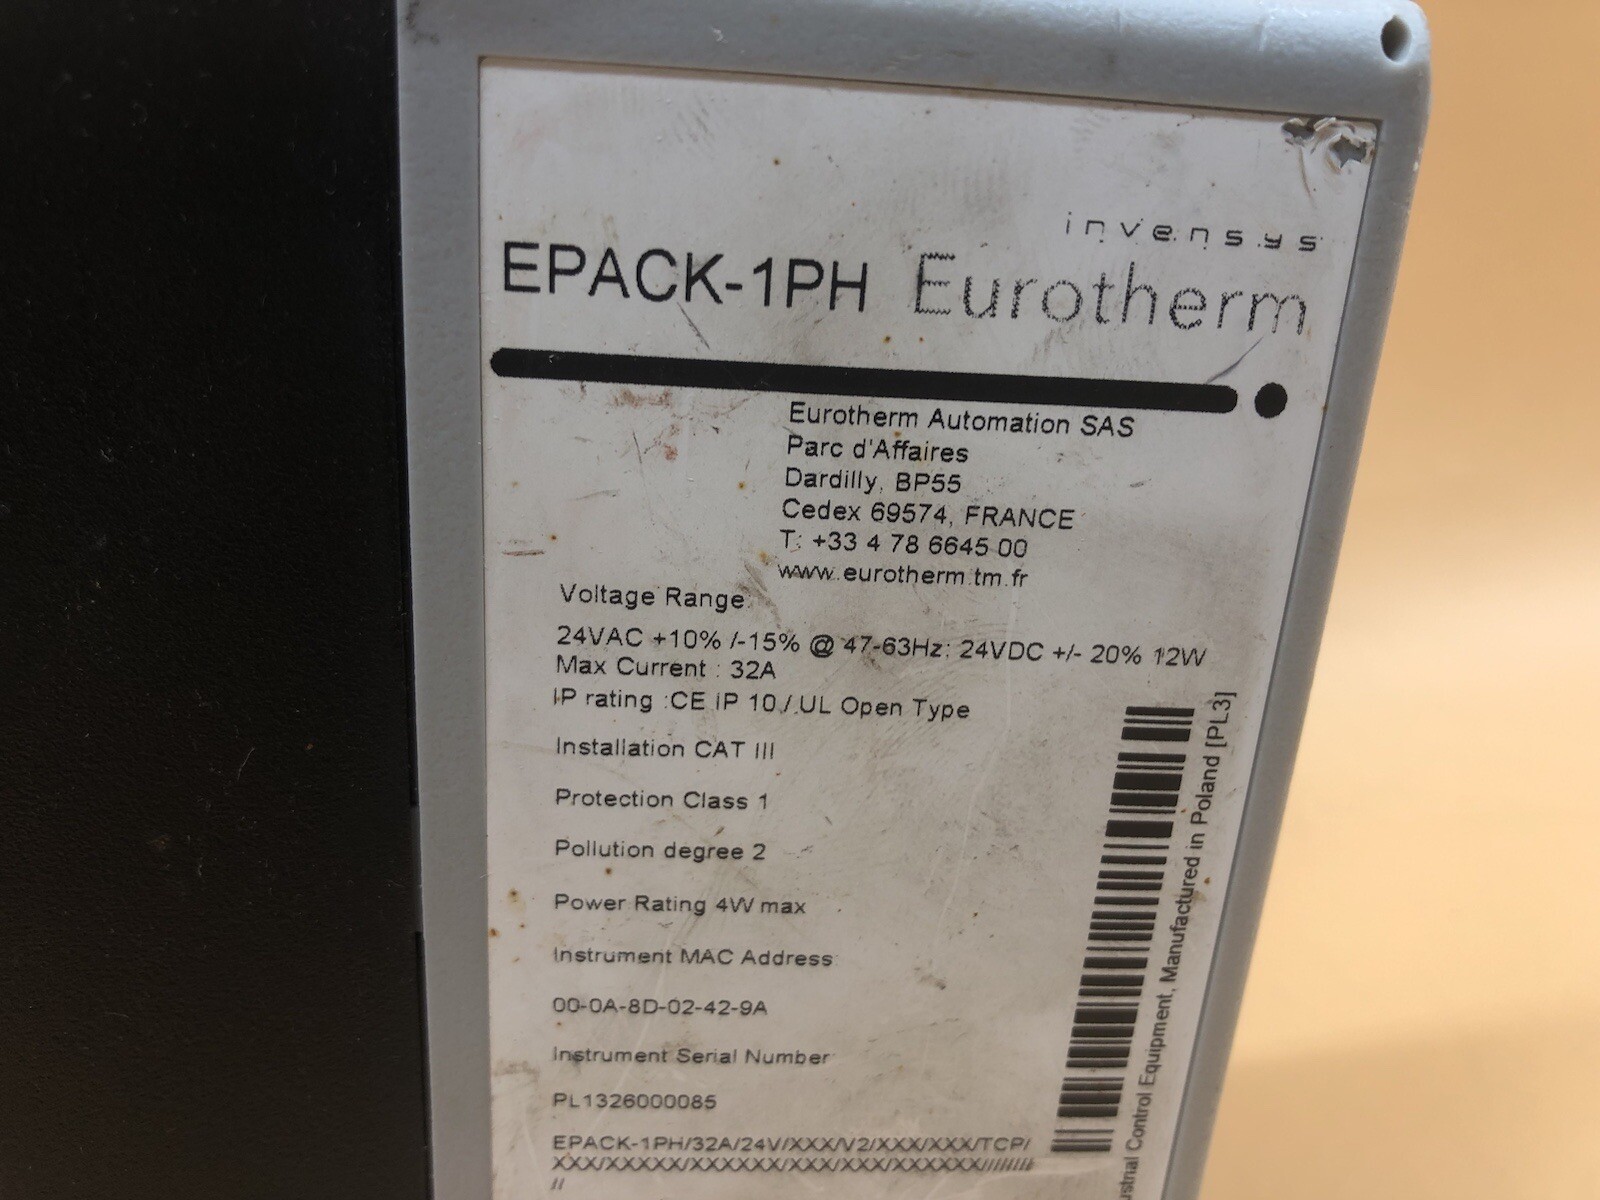 invensys
EPACK-1PH Eurotherm
Eurotherm Automation SAS
Parc d'Affaires
Dardilly, BP55
Cedex 69574, FRANCE
T: +33 4 78 6645 00
www.eurotherm.tm.fr
Voltage Range:
24VAC +10% /-15% @ 47-63Hz: 24VDC +/- 20% 12W
Max Current : 32A
IP rating :CE IP 10 / UL Open Type
Installation CAT III
Protection Class 1
Pollution degree 2
Power Rating 4W max
Instrument MAC Address:
00-0A-8D-02-42-9A
Instrument Serial Number:
PL1326000085
EPACK-1PH/32A/24V/XXX/V2/XXX/XXX/TCP/
XXX/XXXXX/XXXXXX/XXX/XXX/XXXXXX/////////
//
ustrial Control Equipment, Manufactured in Poland [PL3]